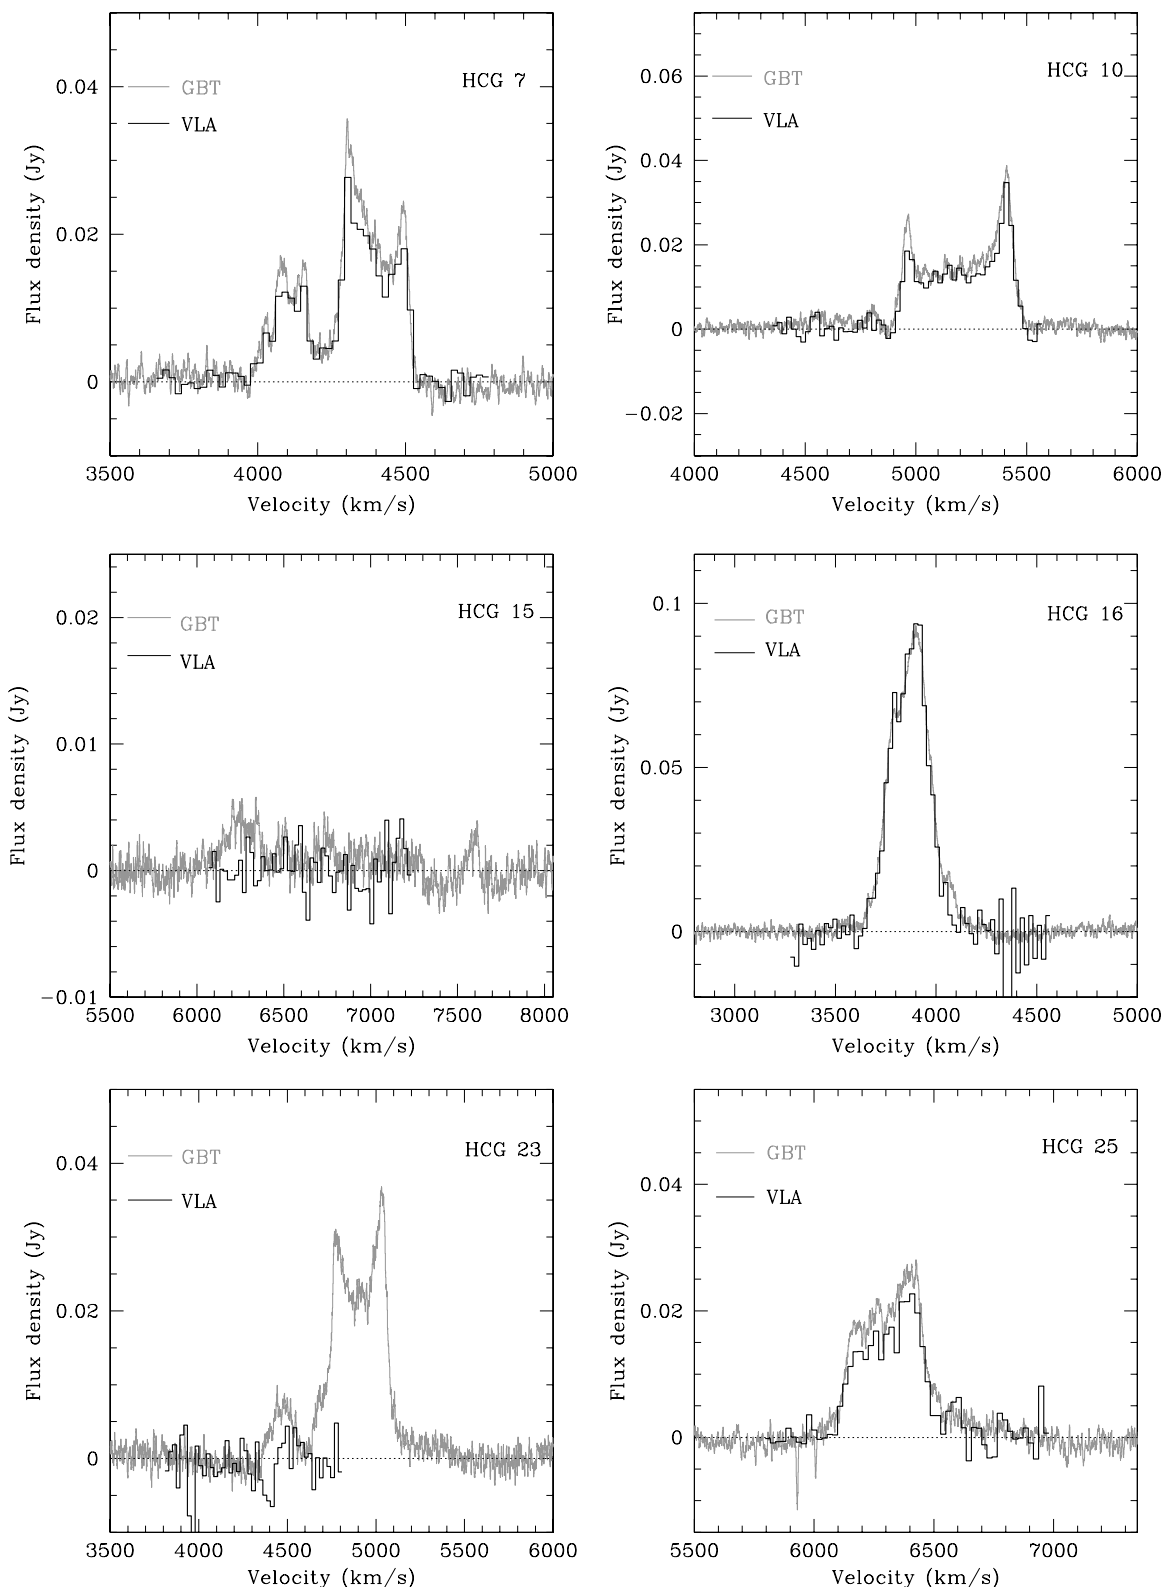 HCG 7
GBT
VLA
0.04
0.02
0
Flux density (Jy)
3500 4000 4500 5000
Velocity (km/s)
HCG 10
GBT
VLA
0.06
0.04
0.02
0
−0.02
Flux density (Jy)
4000 4500 5000 5500 6000
Velocity (km/s)
HCG 15
GBT
VLA
0.02
0.01
0
−0.01
Flux density (Jy)
5500 6000 6500 7000 7500 8000
Velocity (km/s)
HCG 16
GBT
VLA
0.1
0.05
0
Flux density (Jy)
3000 3500 4000 4500 5000
Velocity (km/s)
HCG 23
GBT
VLA
0.04
0.02
0
Flux density (Jy)
3500 4000 4500 5000 5500 6000
Velocity (km/s)
HCG 25
GBT
VLA
0.04
0.02
0
Flux density (Jy)
5500 6000 6500 7000
Velocity (km/s)